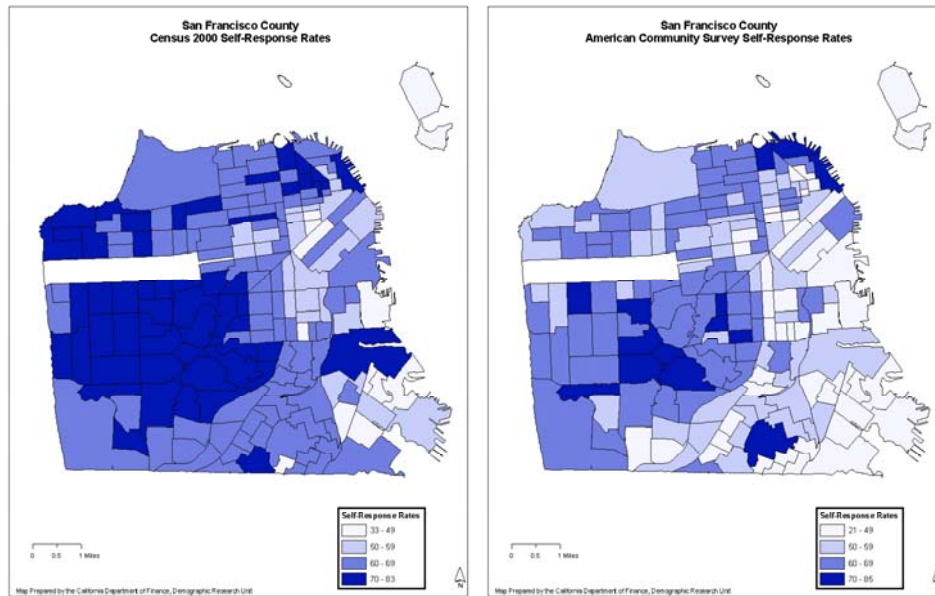 San Francisco County
Census 2000 Self-Response Rates
Self-Response Rates
33 - 49
50 - 59
60 - 69
70 - 83
0 0.5 1 Miles
N
Map Prepared by the California Department of Finance, Demographic Research Unit
San Francisco County
American Community Survey Self-Response Rates
Self-Response Rates
21 - 49
50 - 59
60 - 69
70 - 85
0 0.5 1 Miles
N
Map Prepared by the California Department of Finance, Demographic Research Unit